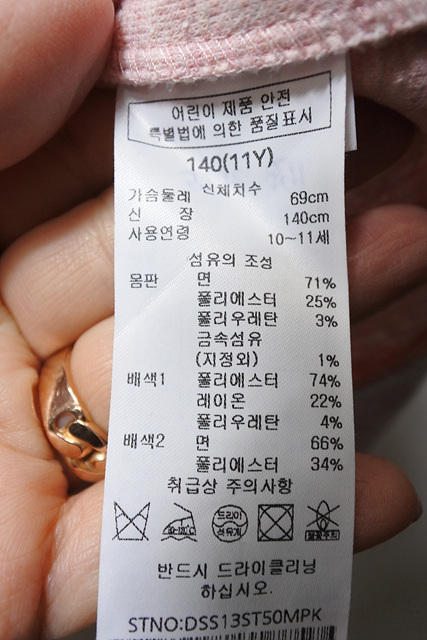 어린이 제품 안전
특별법에 의한 품질표시
140(11Y)
신체치수
가슴둘레 69cm
신 장 140cm
사용연령 10~11세
섬유의 조성
몸판 면 71%
폴리에스터 25%
폴리우레탄 3%
금속섬유
(지정외) 1%
배색1 폴리에스터 74%
레이온 22%
폴리우레탄 4%
배색2 면 66%
폴리에스터 34%
취급상 주의사항
드라이
석유계
반드시 드라이클리닝
하십시오.
STNO:DSS13ST50MPK